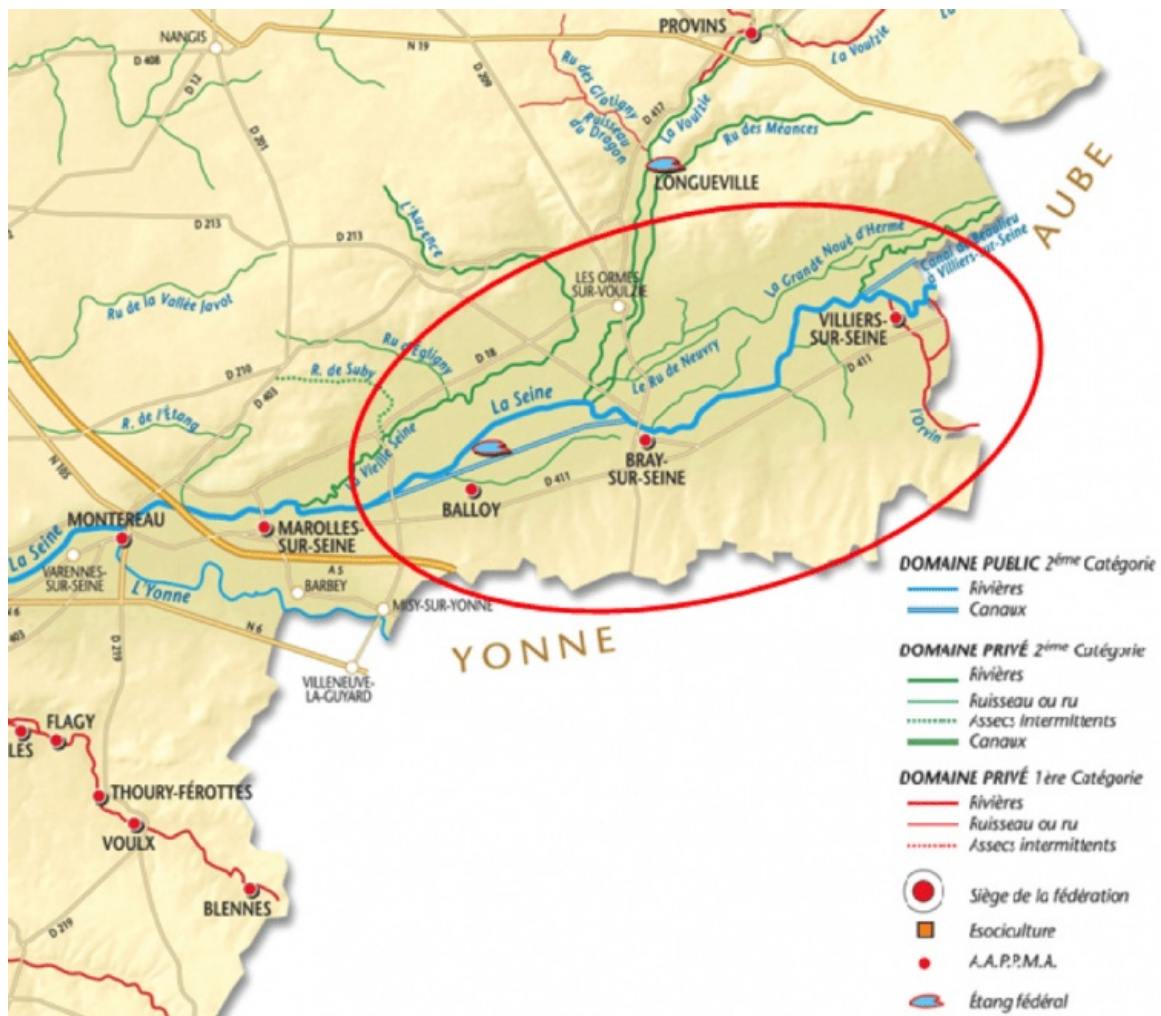 PROVINS
NANGIS
N 19
D 408
D 12
D 209
D 201
La Voulzie
Ru des Glatigny
Ruisseau
du Dragon
D 417
La Voulzie
Ru des Méances
LONGUEVILLE
AUBE
D 213
D 213
L'Aurence
La Grande Noue d'Hermé
Canal de Beaulieu
à Villiers-sur-Seine
LES ORMES
SUR-VOULZIE
Ru de la Vallée Javot
VILLIERS-
SUR-SEINE
Ru d'Egligny
D 18
Le Ru de Neuvry
D 411
D 210
R. de Suby
D 403
La Seine
l'Orvin
R. de l'Étang
La Vieille Seine
BRAY-
SUR-SEINE
N 105
D 411
BALLOY
MONTEREAU
MAROLLES-
SUR-SEINE
La Seine
VARENNES-
SUR-SEINE
A 5
BARBEY
L'Yonne
MISY-SUR-YONNE
N 6
403
N 6
D 219
YONNE
VILLENEUVE-
LA-GUYARD
FLAGY
LES
THOURY-FÉROTTES
VOULX
BLENNES
D 219
DOMAINE PUBLIC 2ème Catégorie
Rivières
Canaux
DOMAINE PRIVÉ 2ème Catégorie
Rivières
Ruisseau ou ru
Assecs intermittents
Canaux
DOMAINE PRIVÉ 1ère Catégorie
Rivières
Ruisseau ou ru
Assecs intermittents
Siège de la fédération
Esociculture
A.A.P.P.M.A.
Étang fédéral